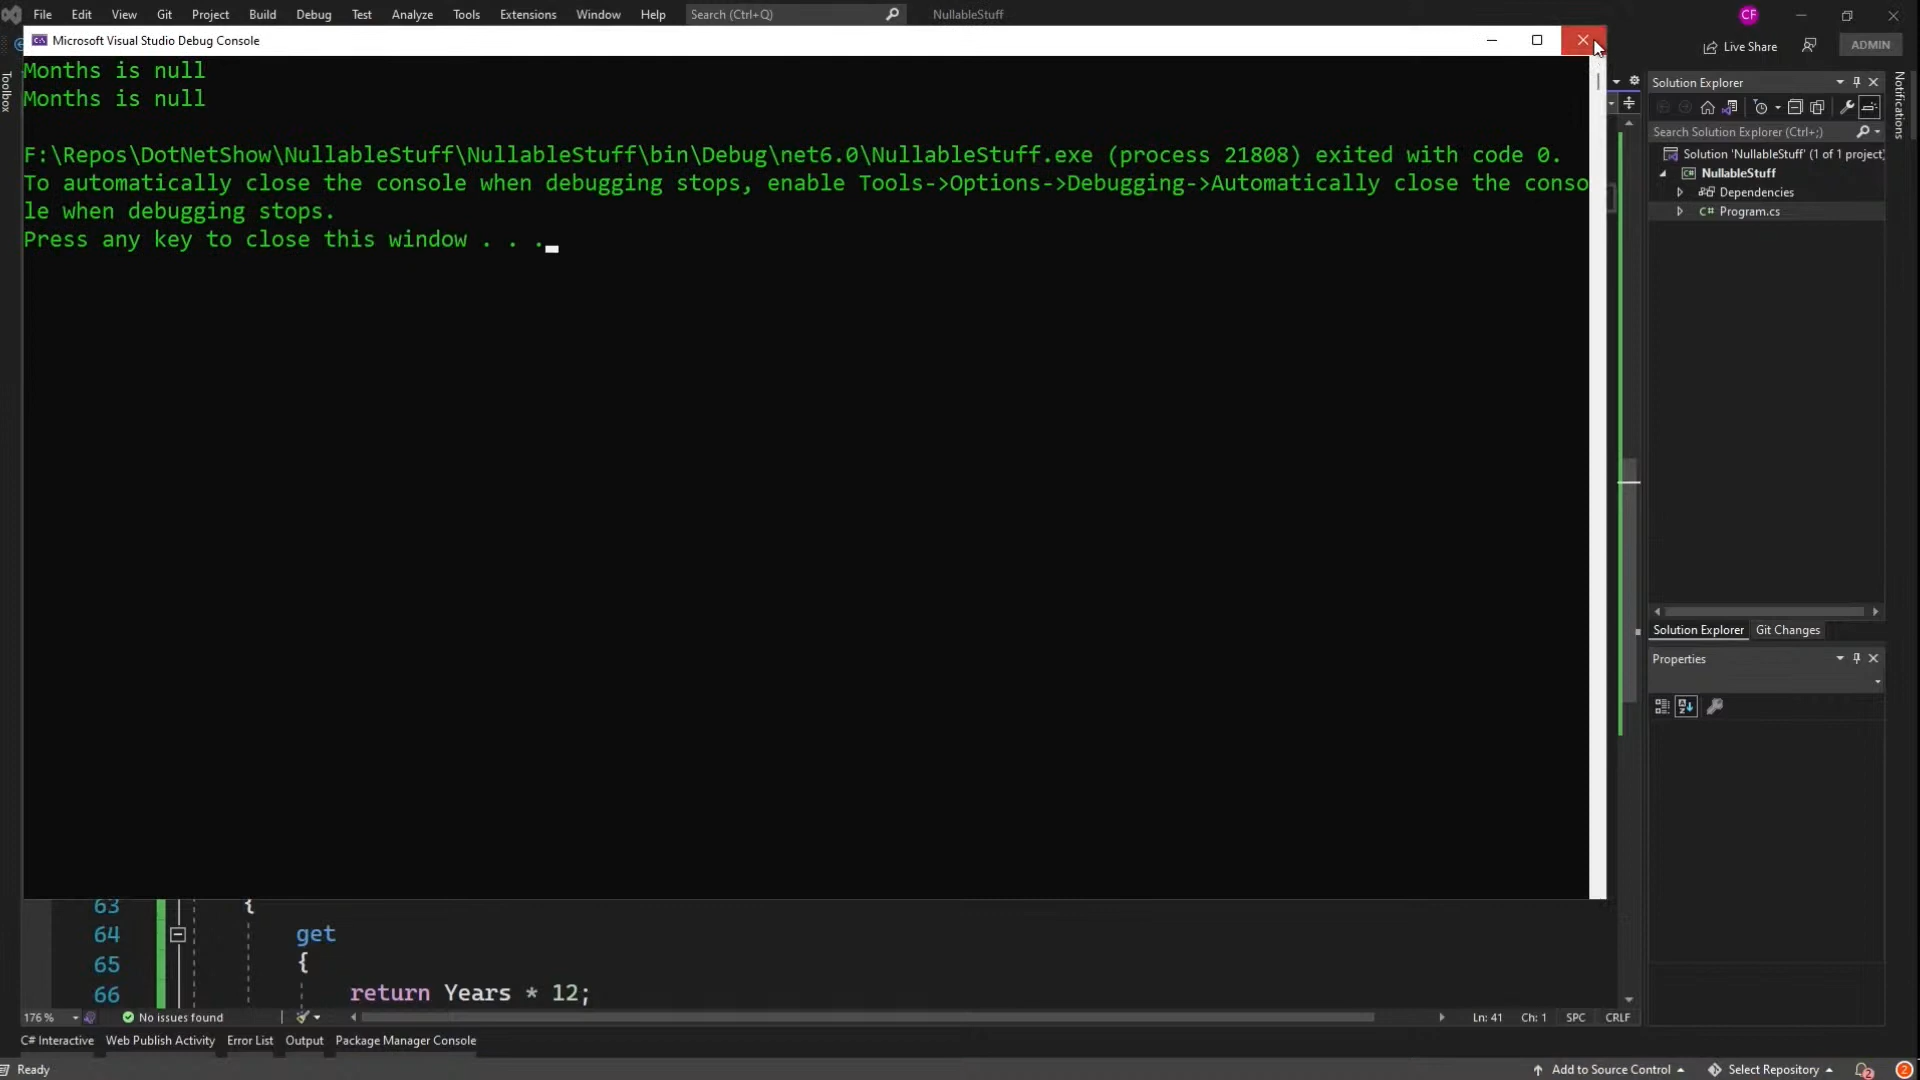 File Edit View Git Project Build Debug Test Analyze Tools Extensions Window Help Search (Ctrl+Q) NullableStuff CF
Microsoft Visual Studio Debug Console
Live Share ADMIN
Toolbox
Months is null
Months is null
F:\Repos\DotNetShow\NullableStuff\NullableStuff\bin\Debug\net6.0\NullableStuff.exe (process 21808) exited with code 0.
To automatically close the console when debugging stops, enable Tools->Options->Debugging->Automatically close the conso
le when debugging stops.
Press any key to close this window . . .
Solution Explorer
Notifications
Search Solution Explorer (Ctrl+;)
Solution 'NullableStuff' (1 of 1 project)
NullableStuff
Dependencies
C# Program.cs
Solution Explorer Git Changes
Properties
63 {
64 get
65 {
66 return Years * 12;
176 % No issues found Ln: 41 Ch: 1 SPC CRLF
C# Interactive Web Publish Activity Error List Output Package Manager Console
Ready Add to Source Control Select Repository 2 2